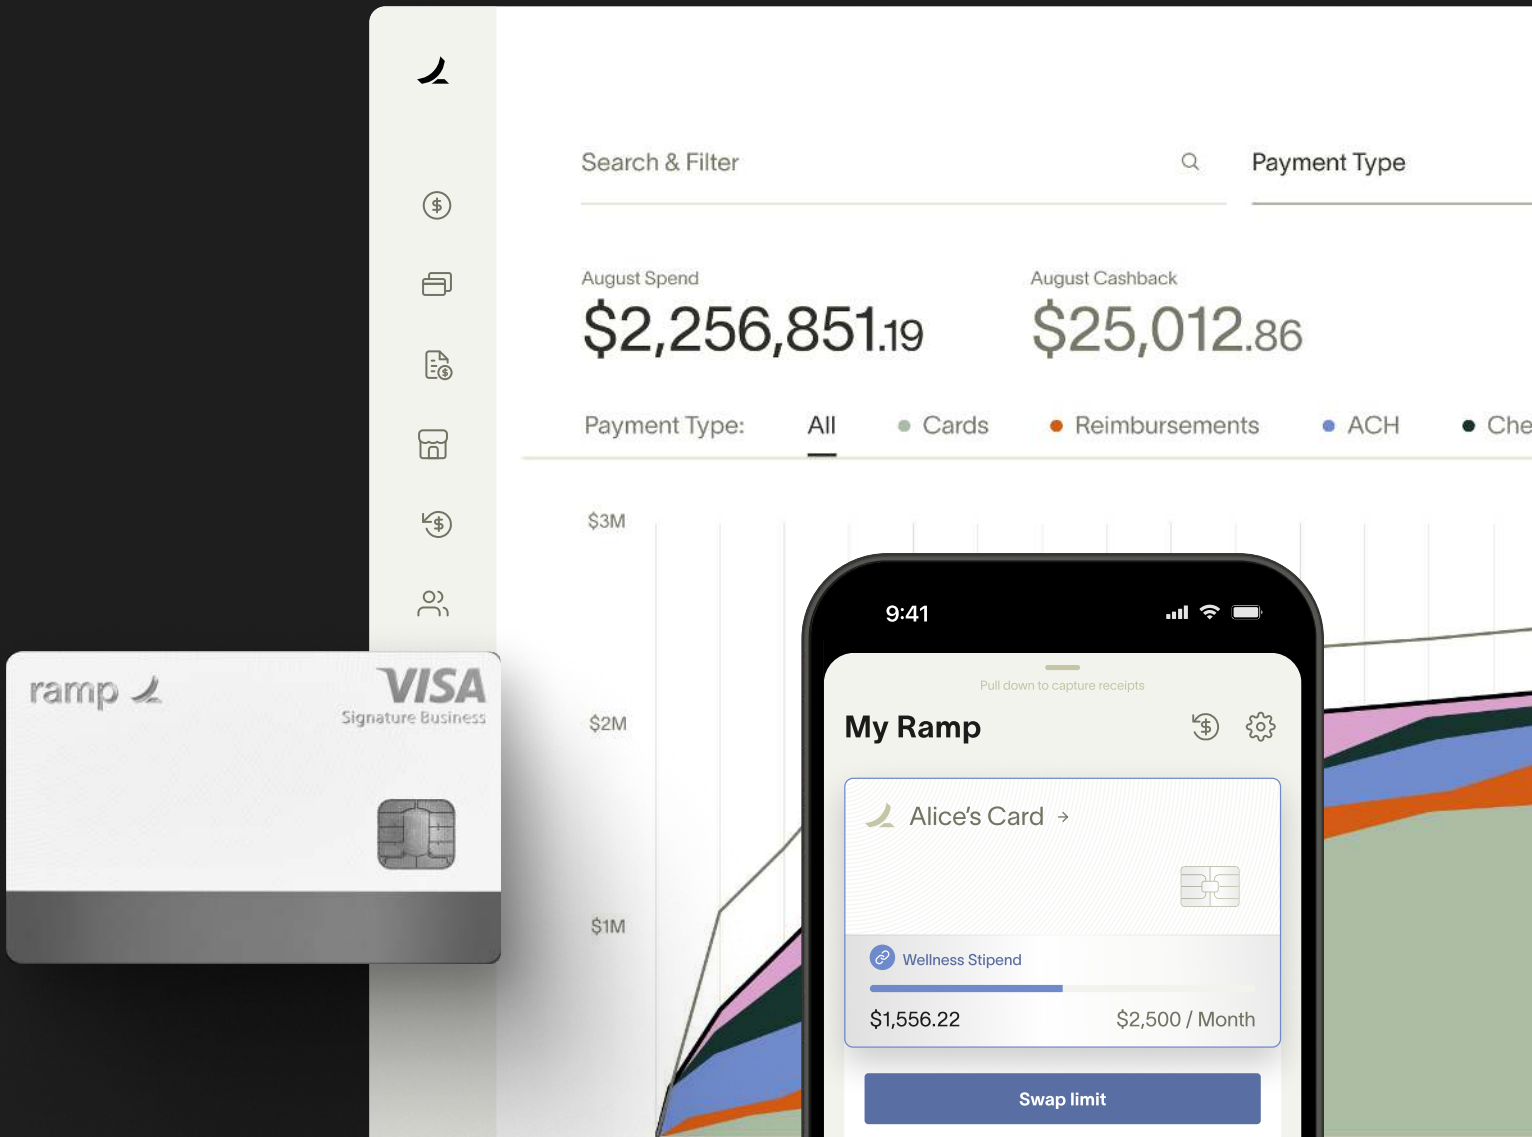 Search & Filter
Payment Type
August Spend
$2,256,851.19
August Cashback
$25,012.86
Payment Type:
All
Cards
Reimbursements
ACH
Che
$3M
$2M
$1M
ramp
VISA
Signature Business
9:41
Pull down to capture receipts
My Ramp
Alice's Card →
Wellness Stipend
$1,556.22
$2,500 / Month
Swap limit